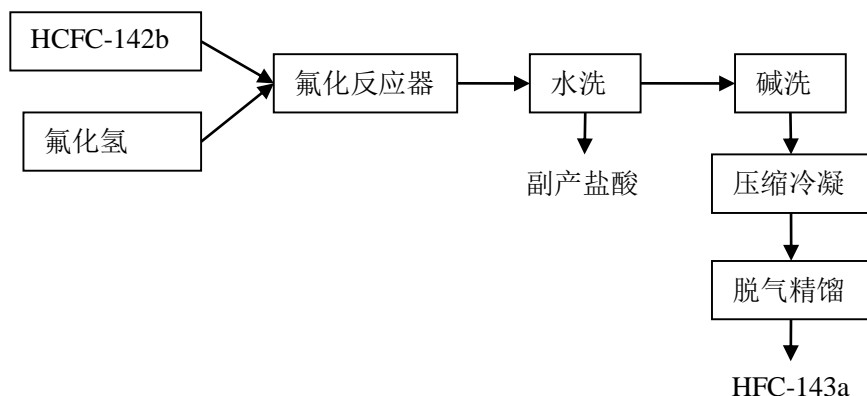 HCFC-142b
氟化氢
氟化反应器
水洗
碱洗
副产盐酸
压缩冷凝
脱气精馏
HFC-143a